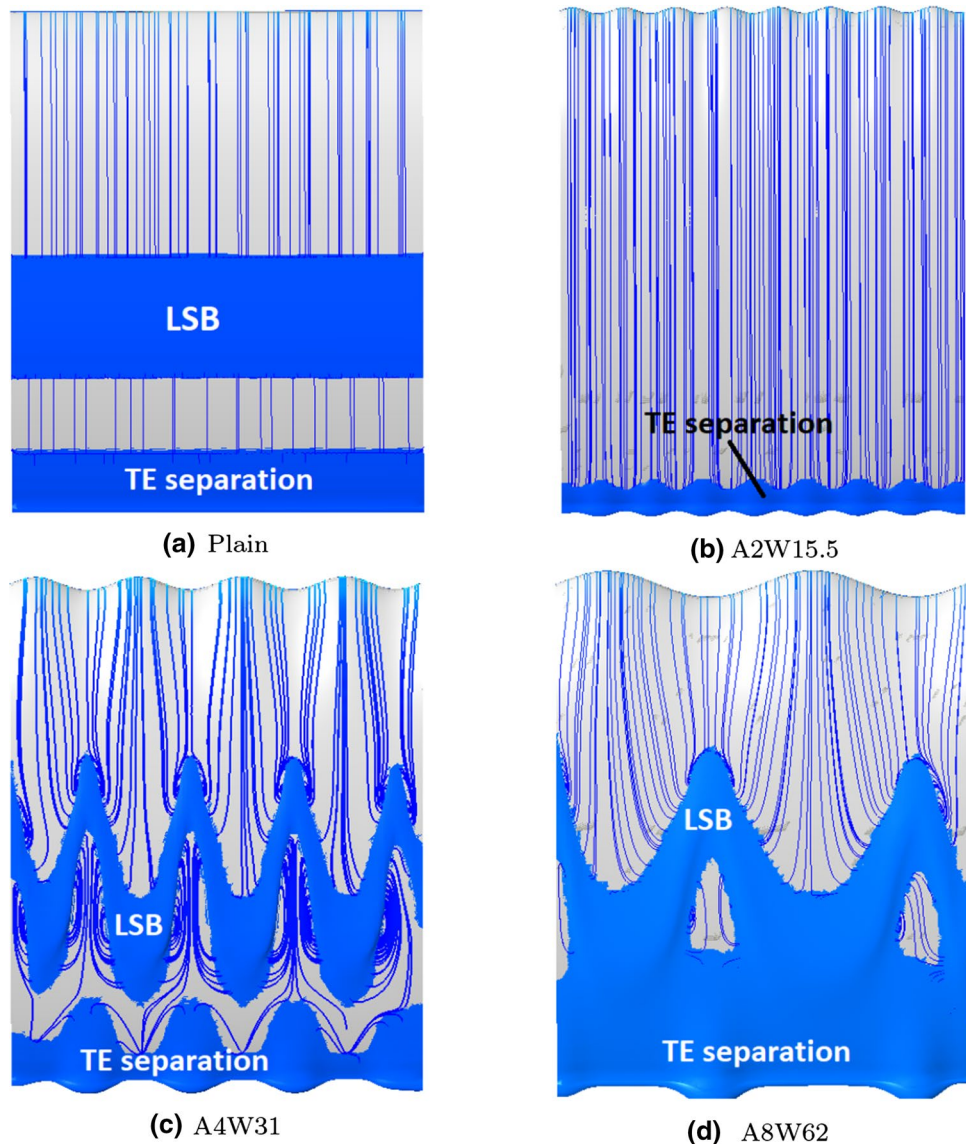 LSB
TE separation
(a) Plain
TE separation
(b) A2W15.5
LSB
TE separation
(c) A4W31
LSB
TE separation
(d) A8W62